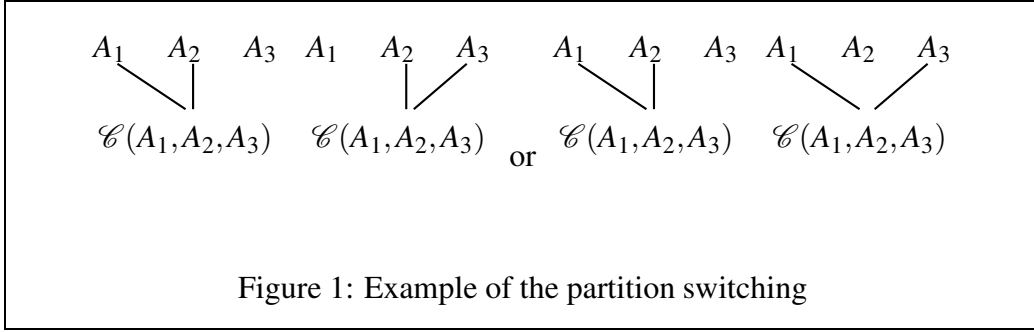 A₁ A₂ A₃ A₁ A₂ A₃ A₁ A₂ A₃ A₁ A₂ A₃
𝒞(A₁,A₂,A₃) 𝒞(A₁,A₂,A₃) or 𝒞(A₁,A₂,A₃) 𝒞(A₁,A₂,A₃)
Figure 1: Example of the partition switching